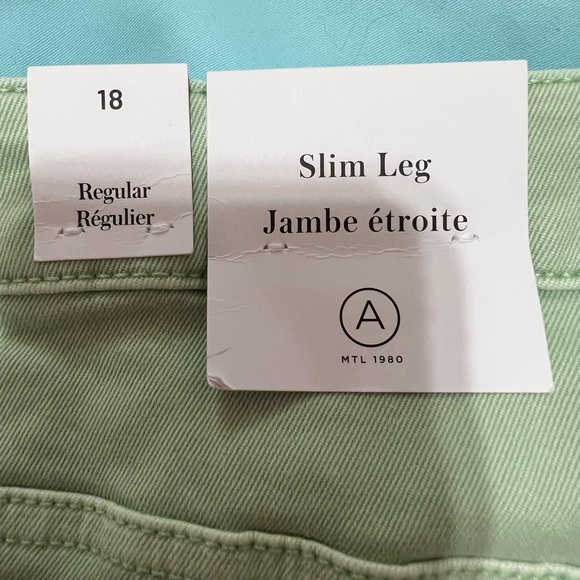 18
Regular
Régulier
Slim Leg
Jambe étroite
A
MTL 1980